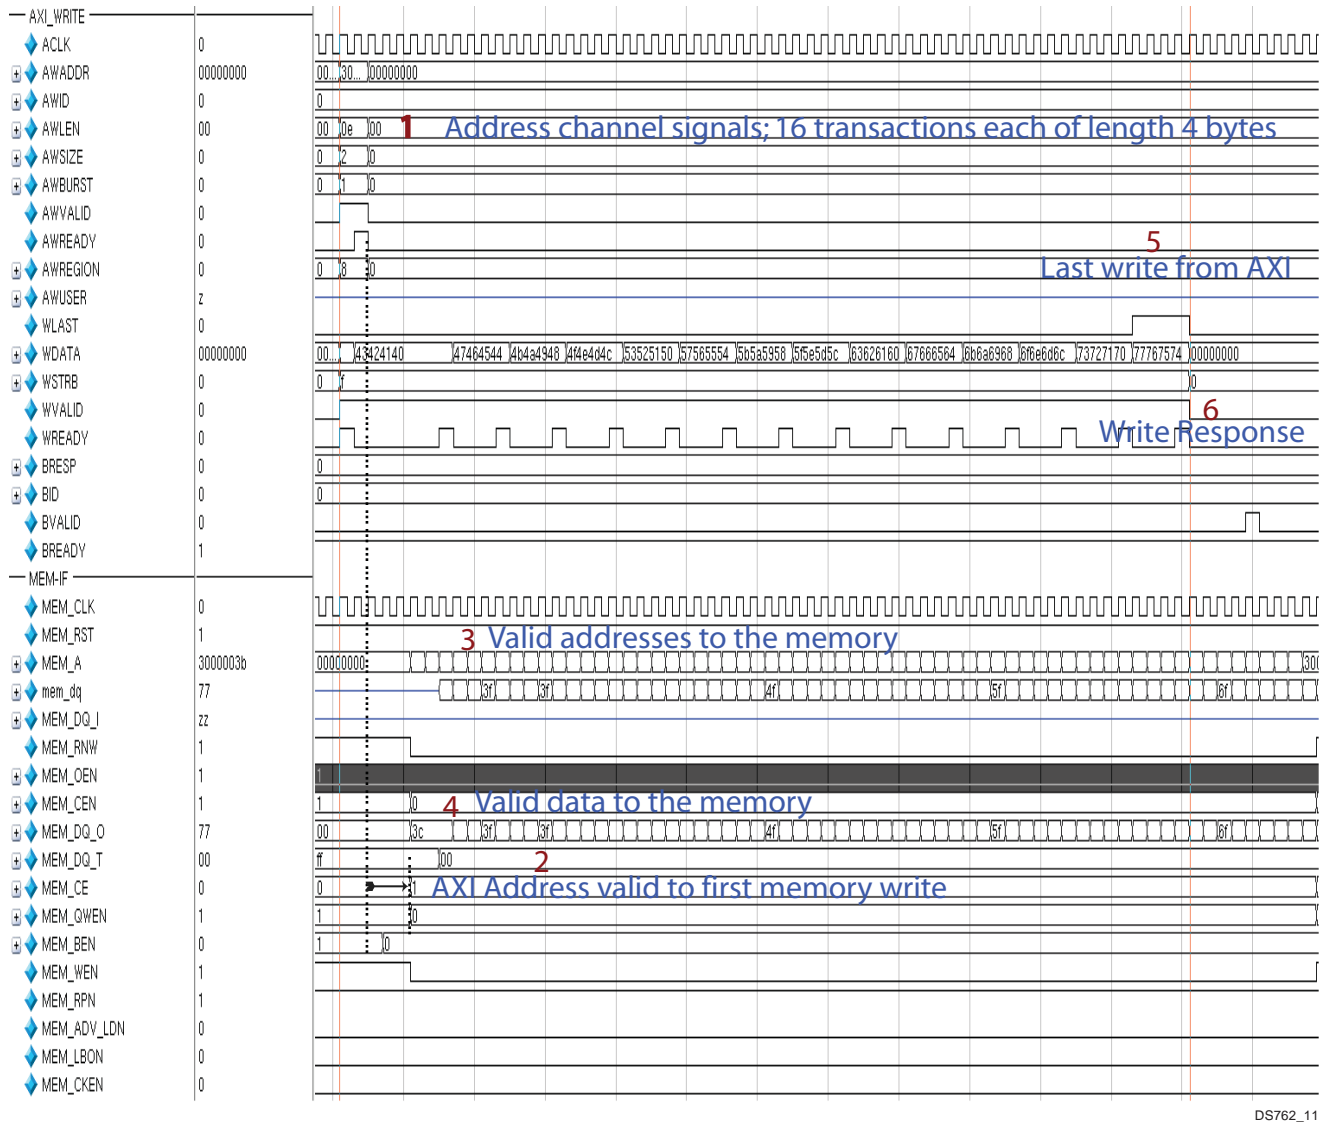 AXI_WRITE
ACLK 0
AWADDR 00000000 00... 30... 00000000
AWID 0 0
AWLEN 00 00 0e 00 1 Address channel signals; 16 transactions each of length 4 bytes
AWSIZE 0 0 2 0
AWBURST 0 0 1 0
AWVALID 0
AWREADY 0 5
AWREGION 0 0 8 0 Last write from AXI
AWUSER z
WLAST 0
WDATA 00000000 00... 43424140 47464544 4b4a4948 4f4e4d4c 53525150 57565554 5b5a5958 5f5e5d5c 63626160 67666564 6b6a6968 6f6e6d6c 73727170 77767574 00000000
WSTRB 0 0 f 0
WVALID 0 6
WREADY 0 Write Response
BRESP 0 0
BID 0 0
BVALID 0
BREADY 1
MEM-IF
MEM_CLK 0
MEM_RST 1 3 Valid addresses to the memory
MEM_A 3000003b 00000000 300
mem_dq 77 3f 3f 4f 5f 6f
MEM_DQ_I zz
MEM_RNW 1
MEM_OEN 1 1
MEM_CEN 1 1 0 4 Valid data to the memory
MEM_DQ_O 77 00 3c 3f 3f 4f 5f 6f
MEM_DQ_T 00 ff 00 2
MEM_CE 0 0 1 AXI Address valid to first memory write
MEM_QWEN 1 1 0
MEM_BEN 0 1 0
MEM_WEN 1
MEM_RPN 1
MEM_ADV_LDN 0
MEM_LBON 0
MEM_CKEN 0
DS762_11